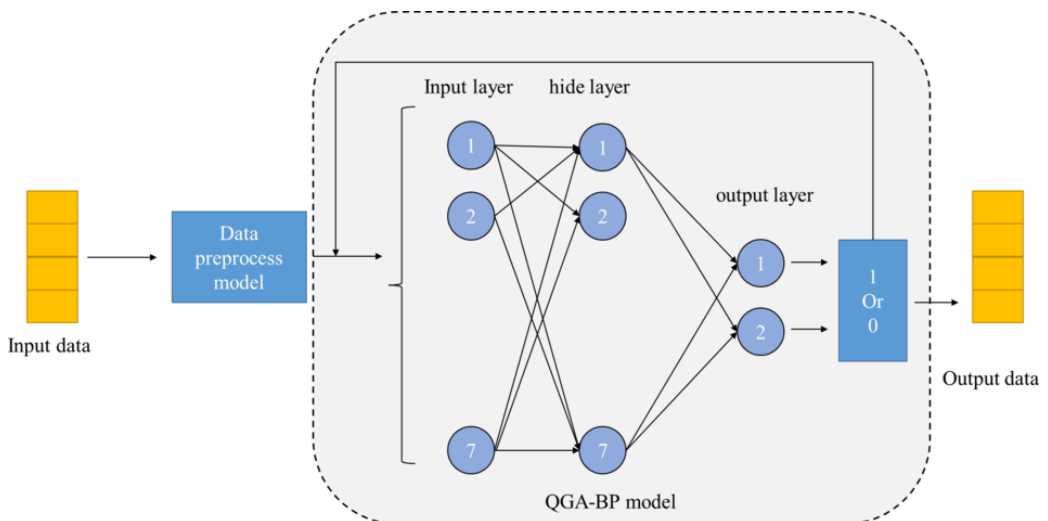 Input layer
hide layer
1
1
2
2
output layer
Data
preprocess
model
1
2
1
Or
0
Input data
Output data
7
7
QGA-BP model